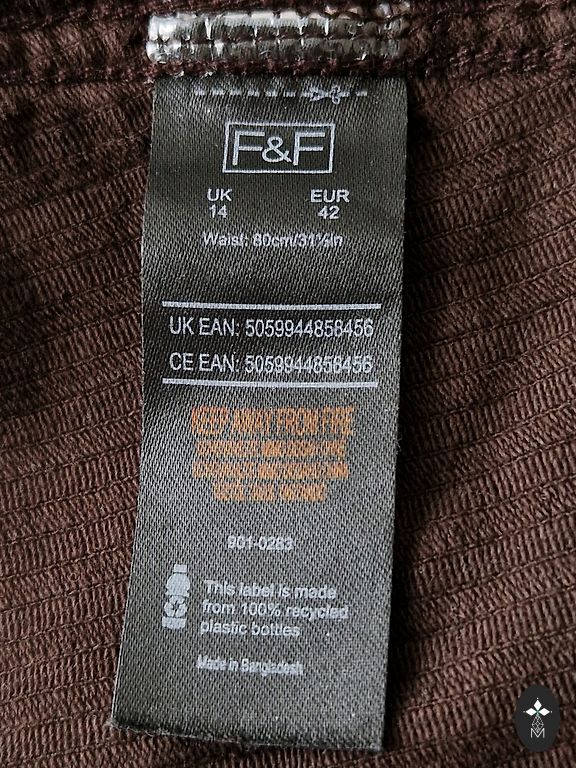 F&F
UK EUR
14 42
Waist: 80cm/31½in
UK EAN: 5059944858456
CE EAN: 5059944858456
KEEP AWAY FROM FIRE
901-0283
This label is made
from 100% recycled
plastic bottles
Made in Bangladesh